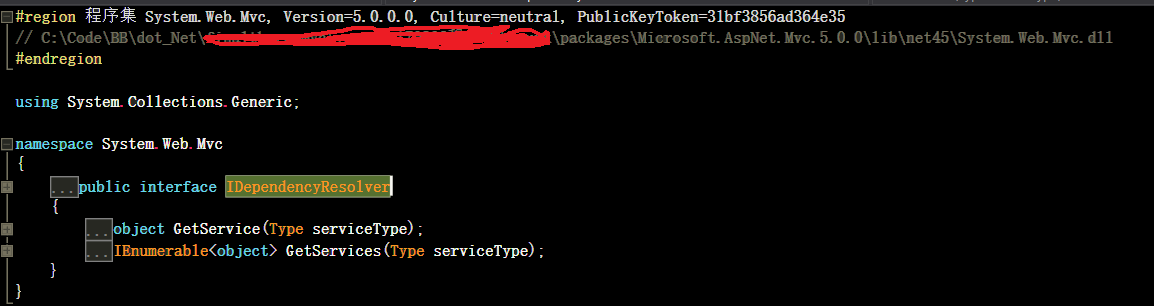 #region 程序集 System.Web.Mvc, Version=5.0.0.0, Culture=neutral, PublicKeyToken=31bf3856ad364e35
// C:\Code\BB\dot_Net\ \packages\Microsoft.AspNet.Mvc.5.0.0\lib\net45\System.Web.Mvc.dll
#endregion
using System.Collections.Generic;
namespace System.Web.Mvc
{
...public interface IDependencyResolver
{
...object GetService(Type serviceType);
...IEnumerable<object> GetServices(Type serviceType);
}
}